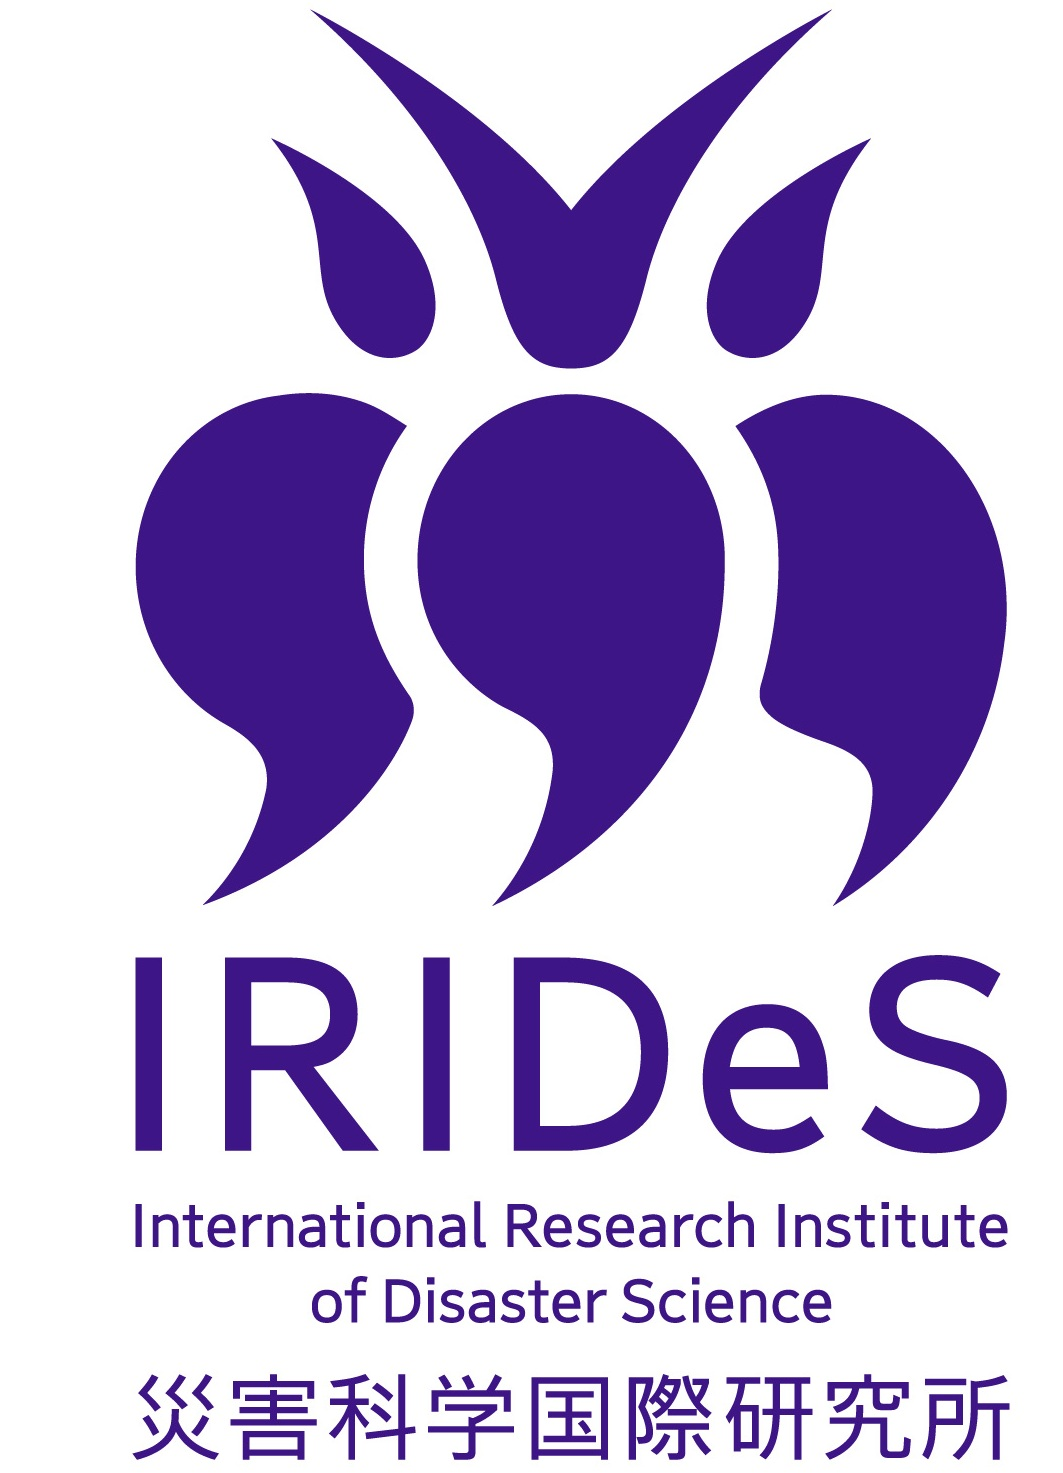 IRIDeS
International Research Institute
of Disaster Science
災害科学国際研究所